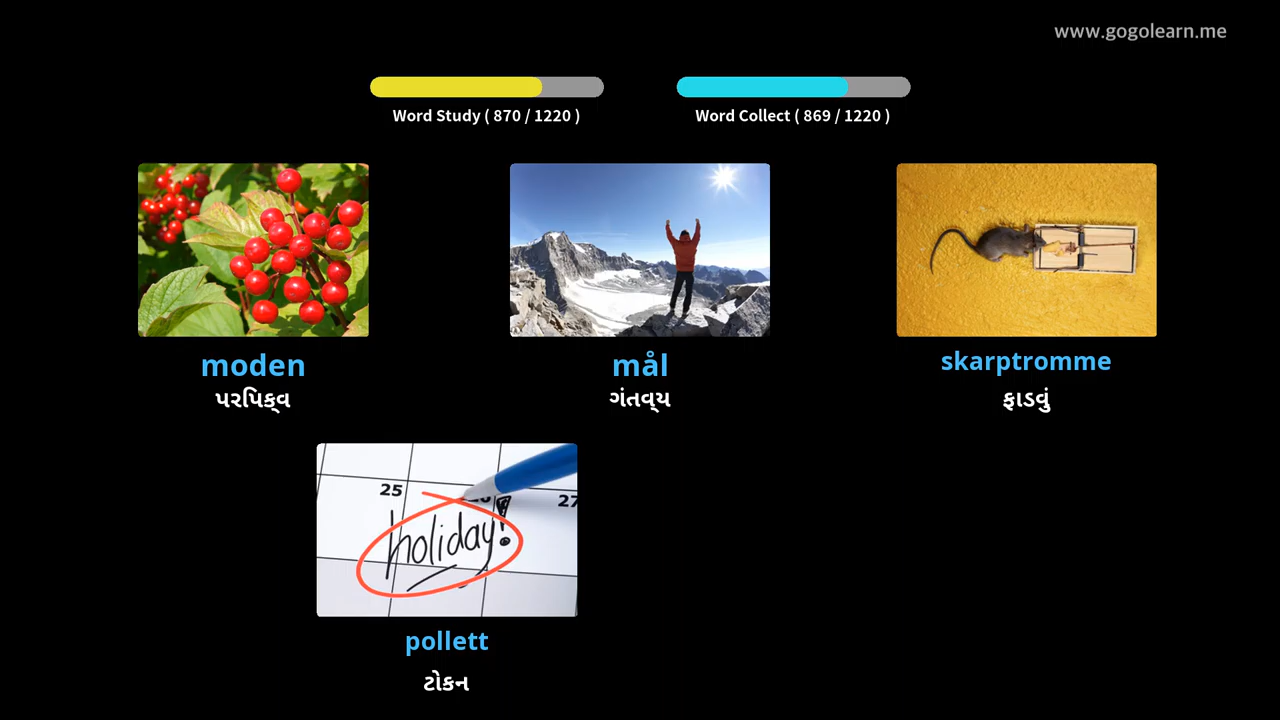 www.gogolearn.me
Word Study ( 870 / 1220 )
Word Collect ( 869 / 1220 )
moden
પરપિક્વ
mål
ગંતવ્ય
skarptromme
ફાડવું
25
27
holiday!
pollett
ટોકન